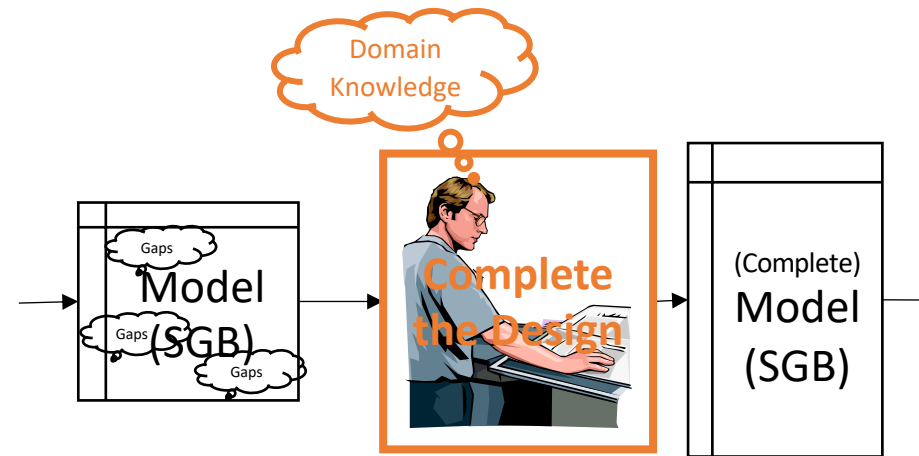 Domain
Knowledge
Gaps
Model
Gaps
(SGB)
Gaps
Complete
the Design
(Complete)
Model
(SGB)